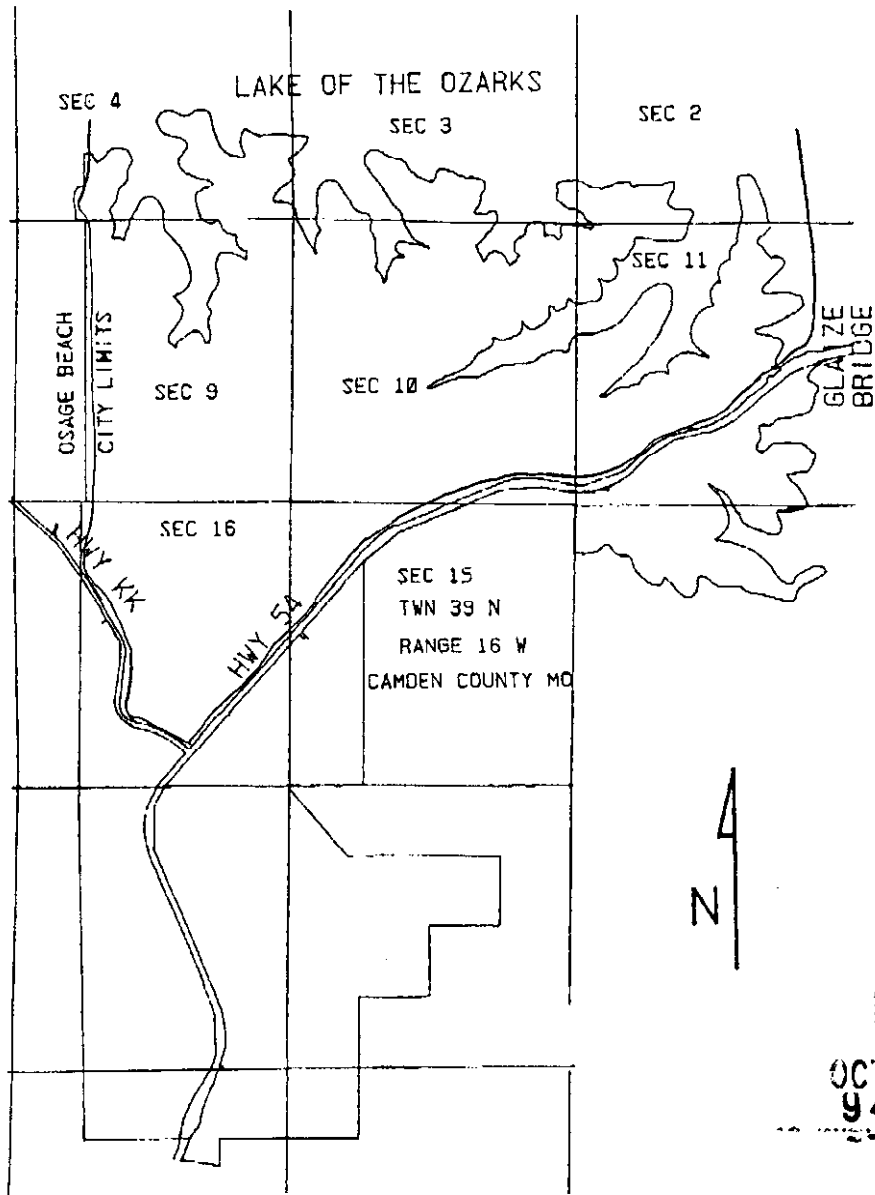 LAKE OF THE OZARKS
SEC 4
SEC 3
SEC 2
SEC 11
OSAGE BEACH
CITY LIMITS
GLAIZE
BRIDGE
SEC 9
SEC 10
SEC 16
HWY KK
HWY 54
SEC 15
TWN 39 N
RANGE 16 W
CAMDEN COUNTY MO
N